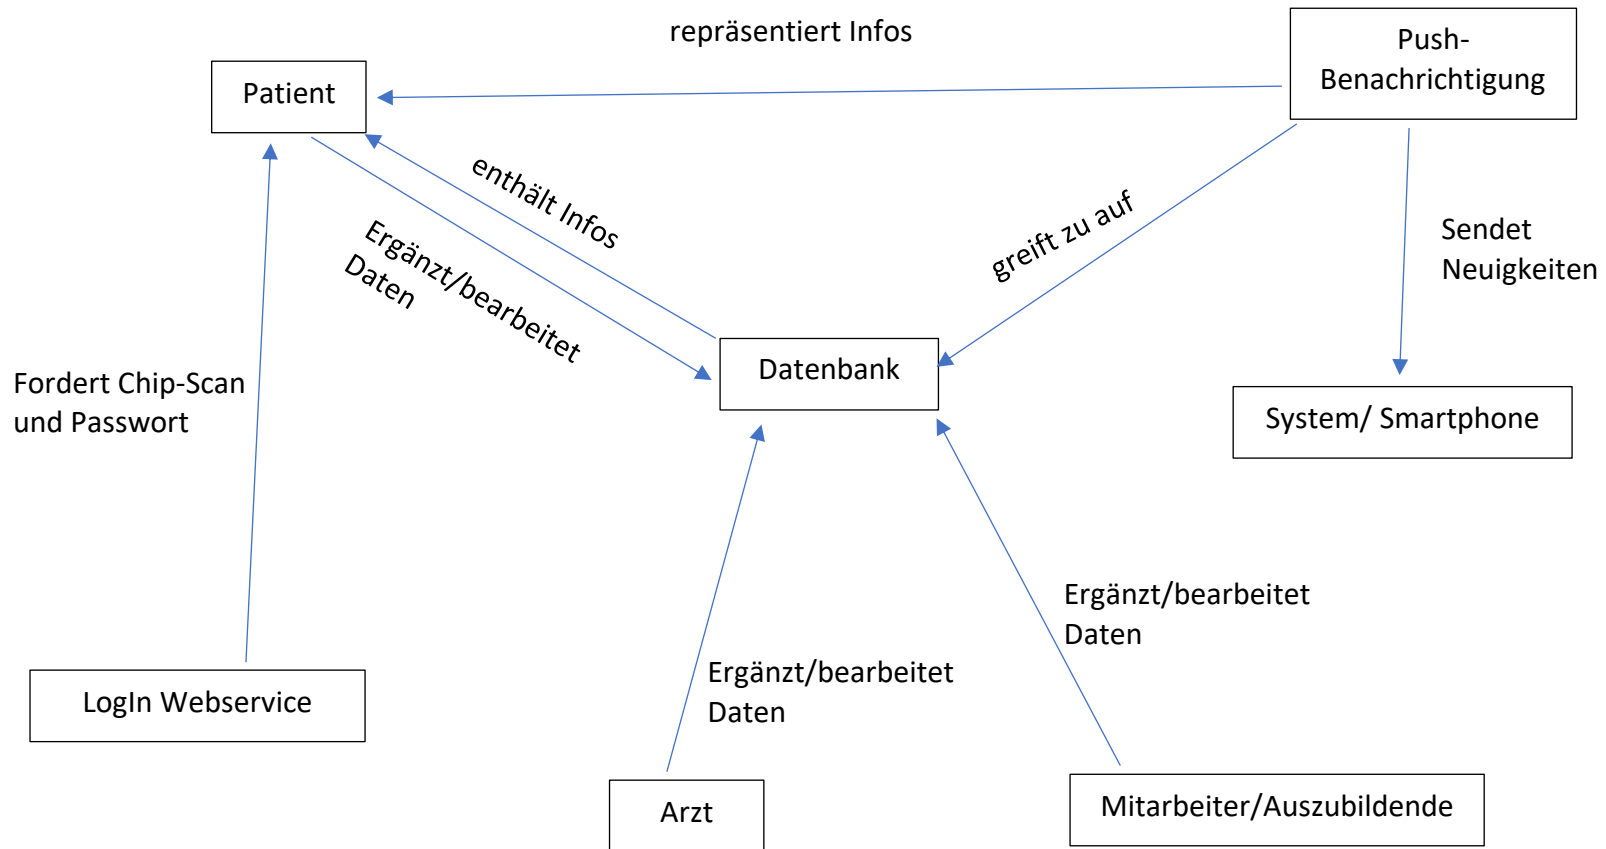 repräsentiert Infos
Push-
Benachrichtigung
Patient
enthält Infos
Ergänzt/bearbeitet
Daten
greift zu auf
Sendet
Neuigkeiten
Fordert Chip-Scan
und Passwort
Datenbank
System/ Smartphone
Ergänzt/bearbeitet
Daten
Ergänzt/bearbeitet
Daten
LogIn Webservice
Arzt
Mitarbeiter/Auszubildende